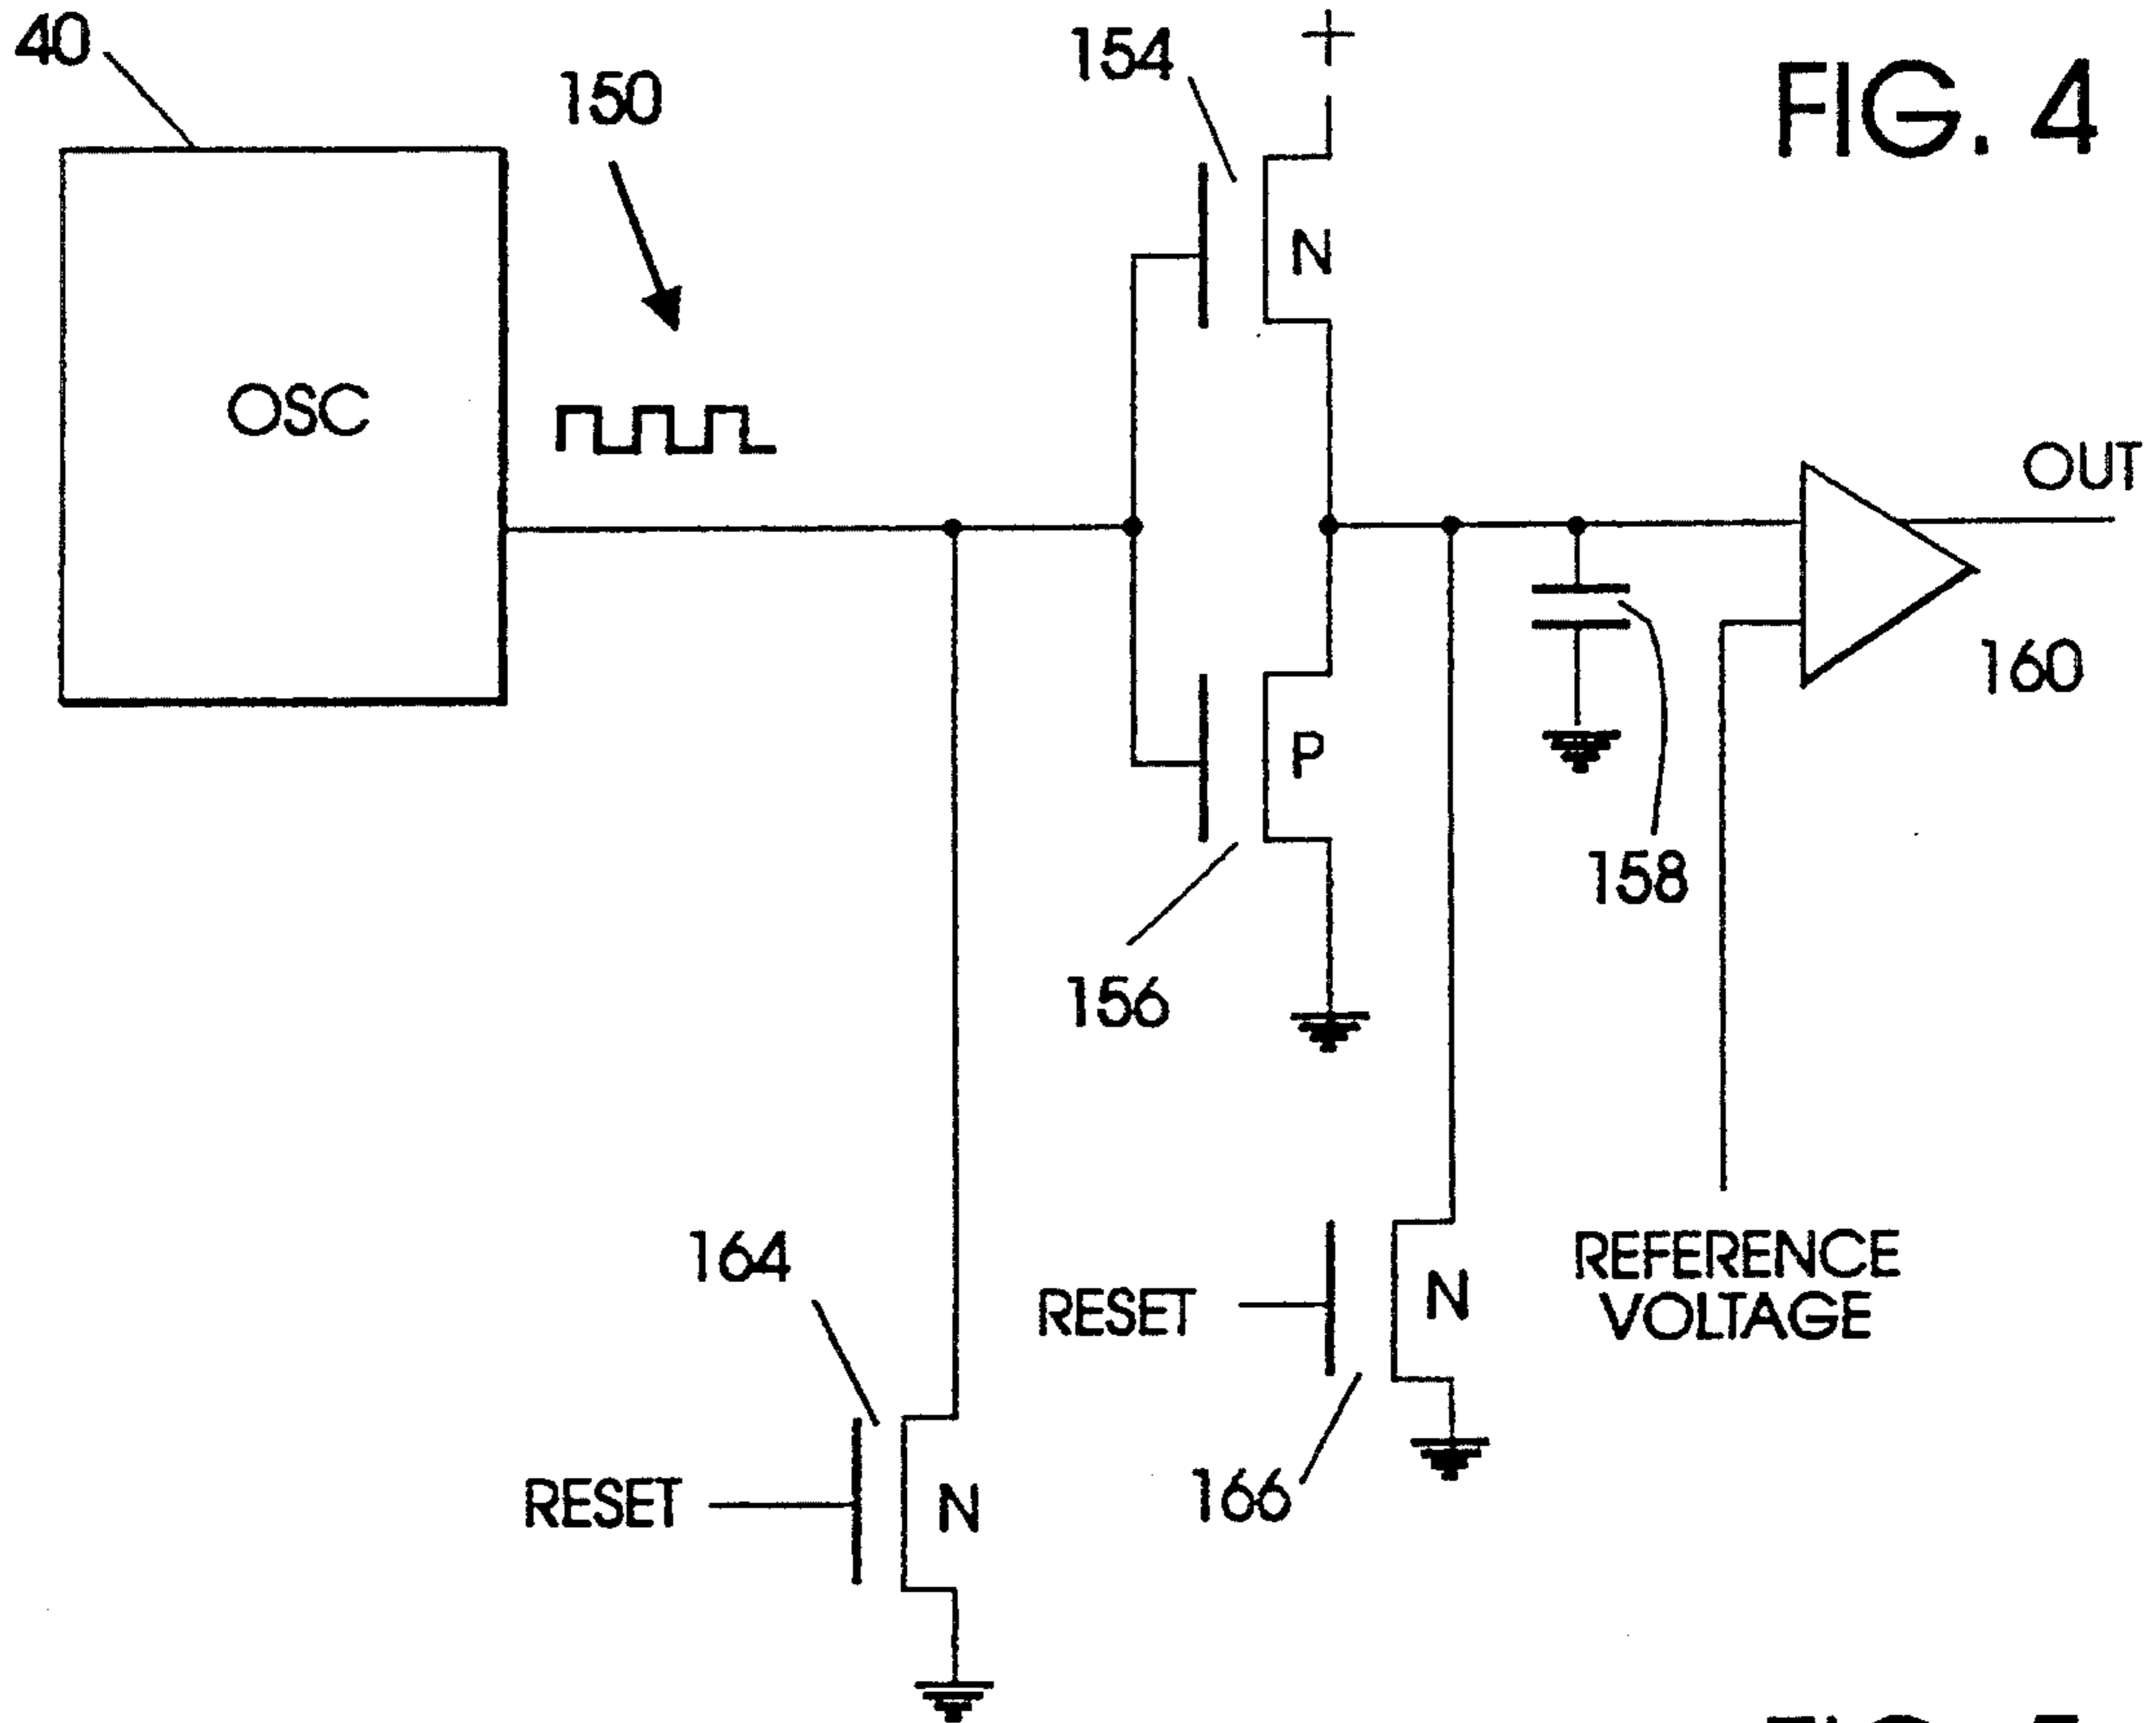 40
150
154
FIG. 4
N
OSC
OUT
160
P
158
156
164
RESET
N
REFERENCE
VOLTAGE
166
RESET
N